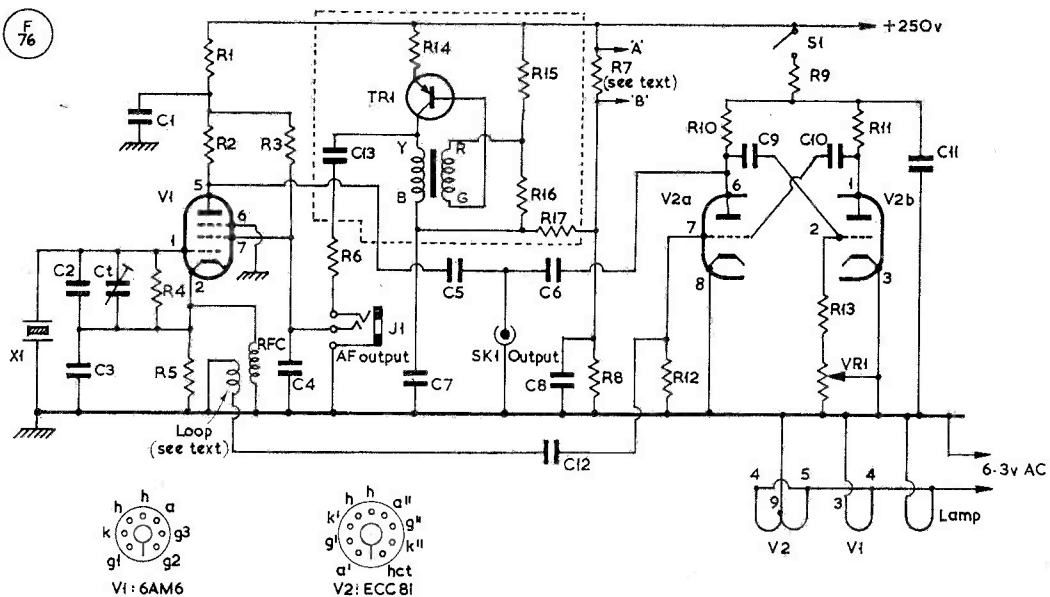 F
76
+250v
S1
R1
R14
R15
'A'
R7
(see text)
'B'
R9
TR1
C1
R2
R3
C13
Y
R
B
G
R16
R17
R10
C9
C10
R11
C11
V1
5
6
7
1
2
V2a
6
7
8
V2b
1
2
3
C2
Ct
R4
R6
C5
C6
R13
X1
C3
R5
RFC
C4
J1
AF output
SK1 Output
C7
C8
R8
R12
VR1
Loop
(see text)
C12
6·3v AC
4
5
4
9
3
V2
V1
Lamp
h
h
a
k
g3
g1
g2
V1:6AM6
h
h
a"
k'
g"
g'
k"
a'
hct
V2:ECC81